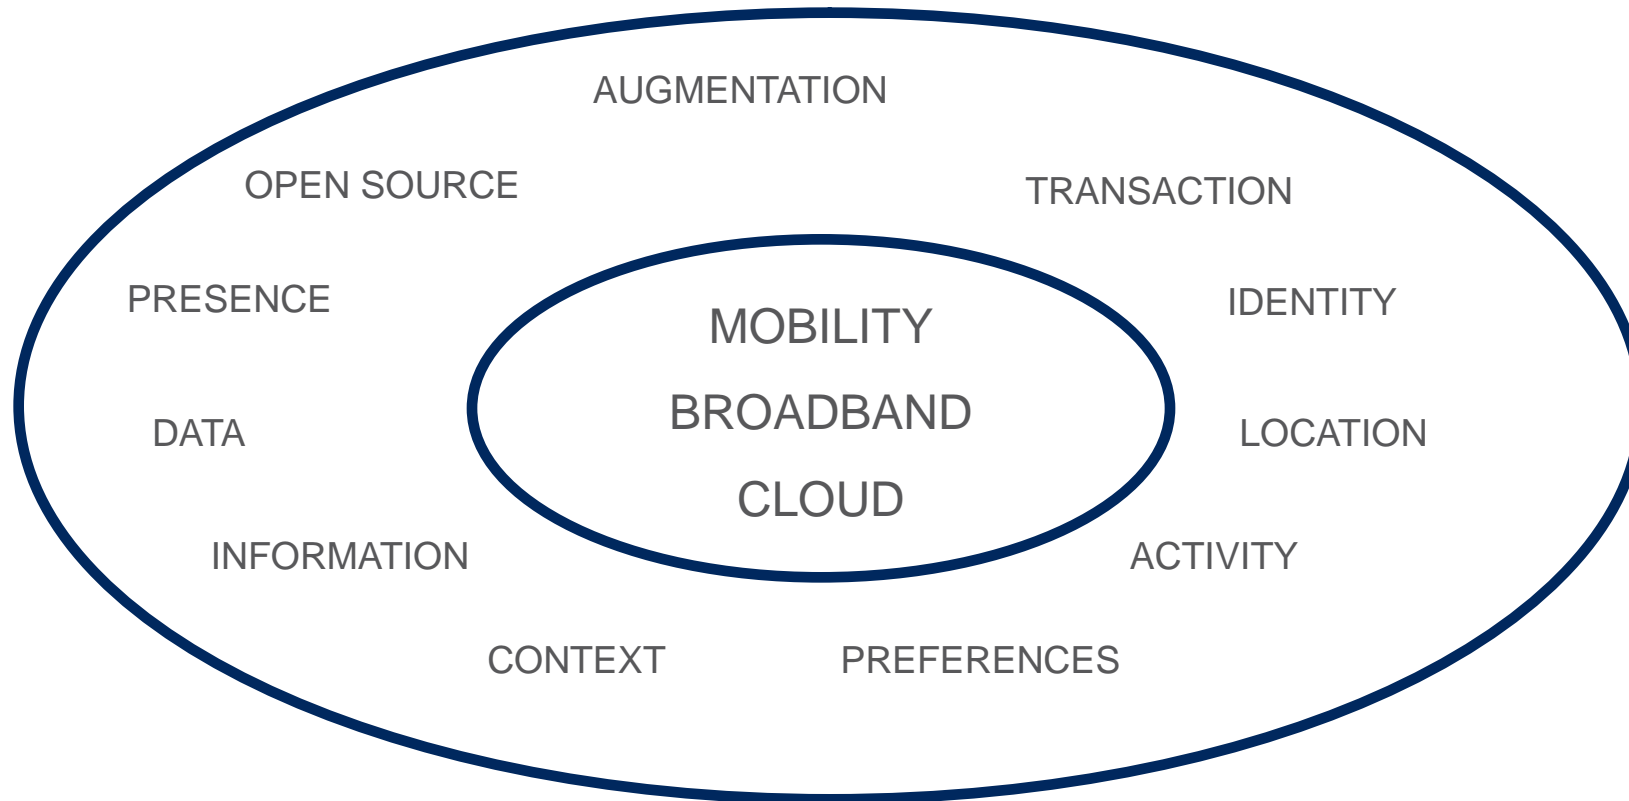 AUGMENTATION
OPEN SOURCE
TRANSACTION
PRESENCE
IDENTITY
MOBILITY
BROADBAND
CLOUD
DATA
LOCATION
INFORMATION
ACTIVITY
CONTEXT
PREFERENCES